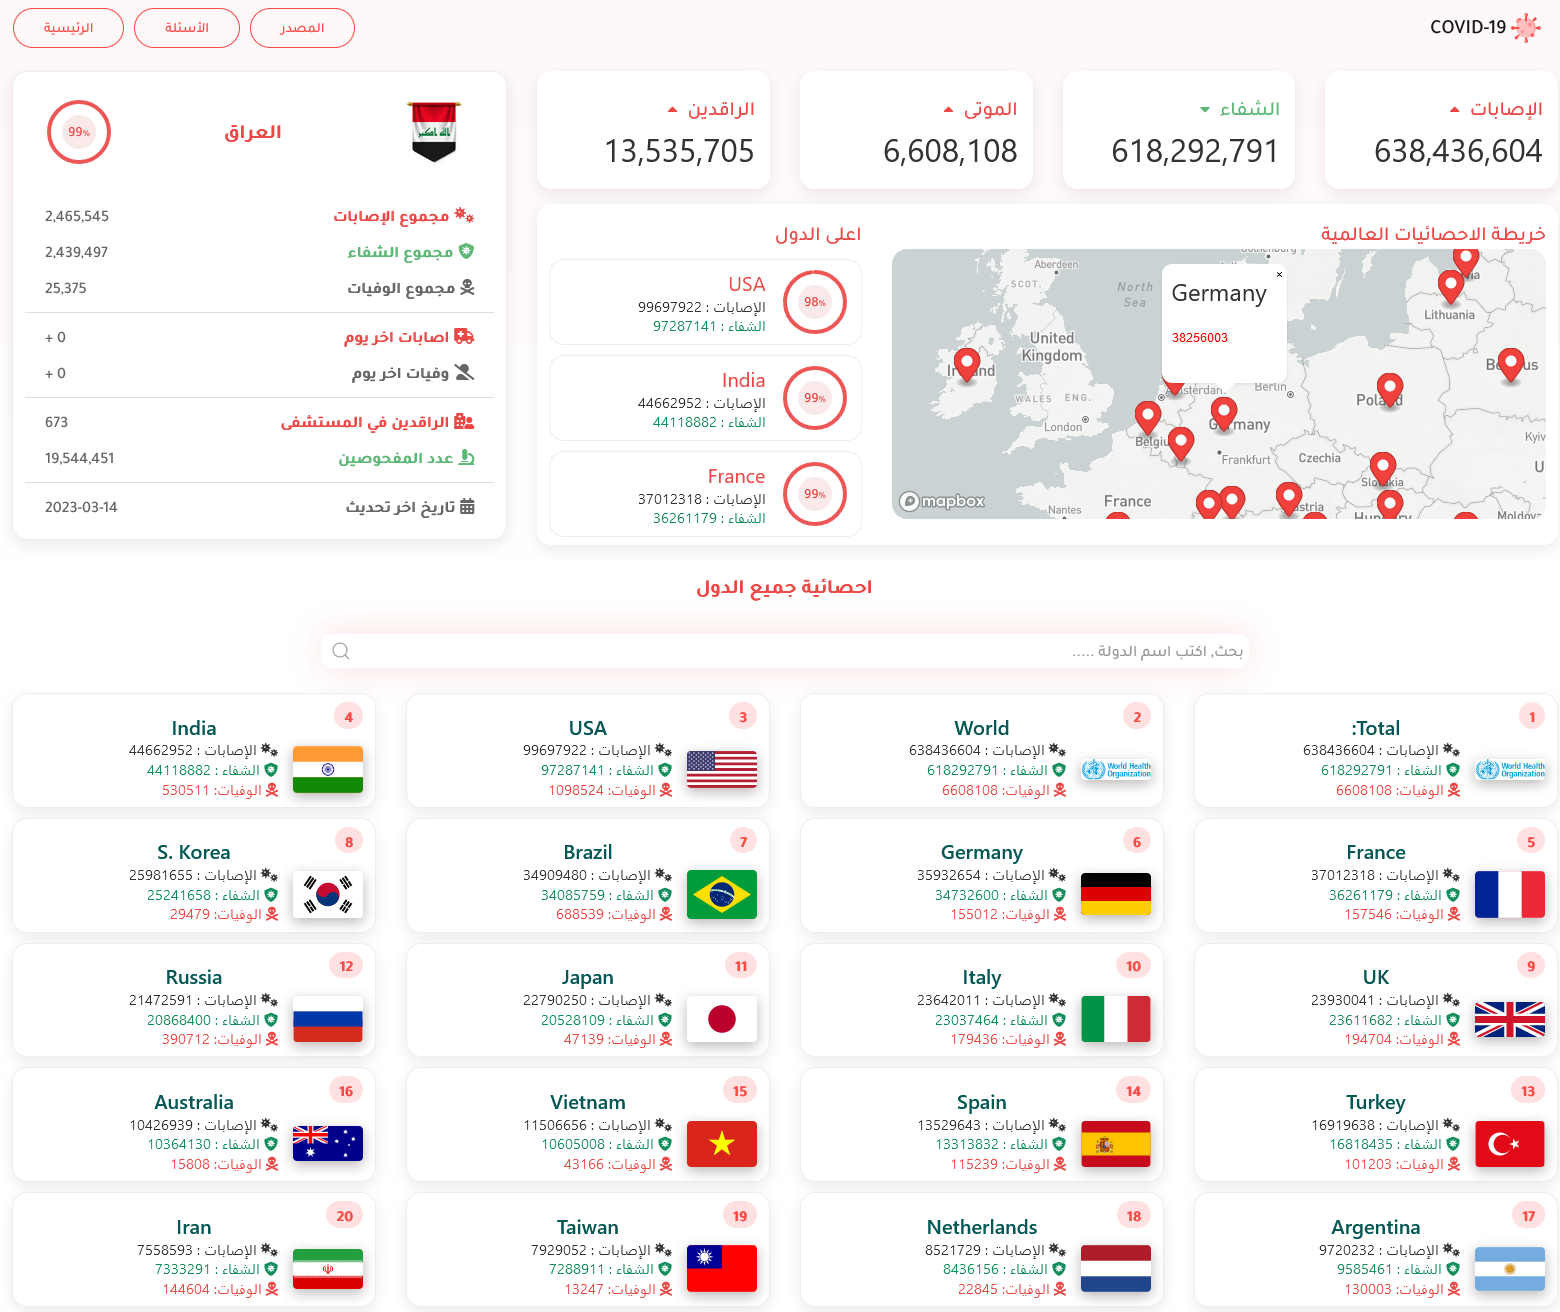 COVID-19
المصدر
الأسئلة
الرئيسية
الإصابات
638,436,604
الشفاء
618,292,791
الموتى
6,608,108
الراقدين
13,535,705
العراق
99%
مجموع الإصابات 2,465,545
مجموع الشفاء 2,439,497
مجموع الوفيات 25,375
اصابات اخر يوم + 0
وفيات اخر يوم + 0
الراقدين في المستشفى 673
عدد المفحوصين 19,544,451
تاريخ اخر تحديث 2023-03-14
خريطة الاحصائيات العالمية
Aberdeen
SCOT.
North
Sea
United
Kingdom
WALES ENG.
London
Nantes
France
Frankfurt
Berlin
Czechia
Lithuania
Kyiv
mapbox
×
Germany
38256003
اعلى الدول
USA
98%
الإصابات : 99697922
الشفاء : 97287141
India
99%
الإصابات : 44662952
الشفاء : 44118882
France
99%
الإصابات : 37012318
الشفاء : 36261179
احصائية جميع الدول
بحث, اكتب اسم الدولة .....
1
:Total
الإصابات : 638436604
الشفاء : 618292791
الوفيات: 6608108
World Health
Organization
2
World
الإصابات : 638436604
الشفاء : 618292791
الوفيات: 6608108
World Health
Organization
3
USA
الإصابات : 99697922
الشفاء : 97287141
الوفيات: 1098524
4
India
الإصابات : 44662952
الشفاء : 44118882
الوفيات: 530511
5
France
الإصابات : 37012318
الشفاء : 36261179
الوفيات: 157546
6
Germany
الإصابات : 35932654
الشفاء : 34732600
الوفيات: 155012
7
Brazil
الإصابات : 34909480
الشفاء : 34085759
الوفيات: 688539
8
S. Korea
الإصابات : 25981655
الشفاء : 25241658
الوفيات: 29479
9
UK
الإصابات : 23930041
الشفاء : 23611682
الوفيات: 194704
10
Italy
الإصابات : 23642011
الشفاء : 23037464
الوفيات: 179436
11
Japan
الإصابات : 22790250
الشفاء : 20528109
الوفيات: 47139
12
Russia
الإصابات : 21472591
الشفاء : 20868400
الوفيات: 390712
13
Turkey
الإصابات : 16919638
الشفاء : 16818435
الوفيات: 101203
14
Spain
الإصابات : 13529643
الشفاء : 13313832
الوفيات: 115239
15
Vietnam
الإصابات : 11506656
الشفاء : 10605008
الوفيات: 43166
16
Australia
الإصابات : 10426939
الشفاء : 10364130
الوفيات: 15808
17
Argentina
الإصابات : 9720232
الشفاء : 9585461
الوفيات: 130003
18
Netherlands
الإصابات : 8521729
الشفاء : 8436156
الوفيات: 22845
19
Taiwan
الإصابات : 7929052
الشفاء : 7288911
الوفيات: 13247
20
Iran
الإصابات : 7558593
الشفاء : 7333291
الوفيات: 144604